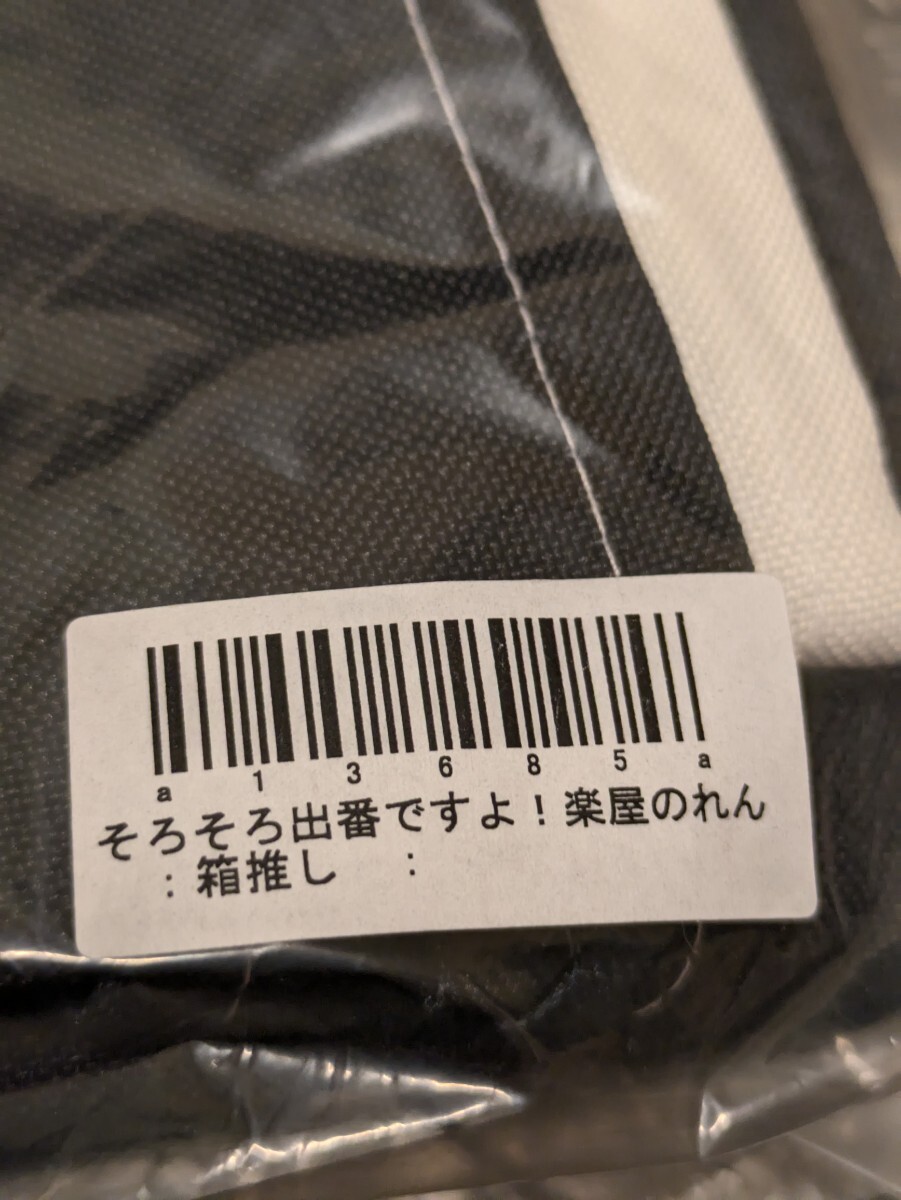 a 1 3 6 8 5 a
そろそろ出番ですよ！楽屋のれん
：箱推し　：